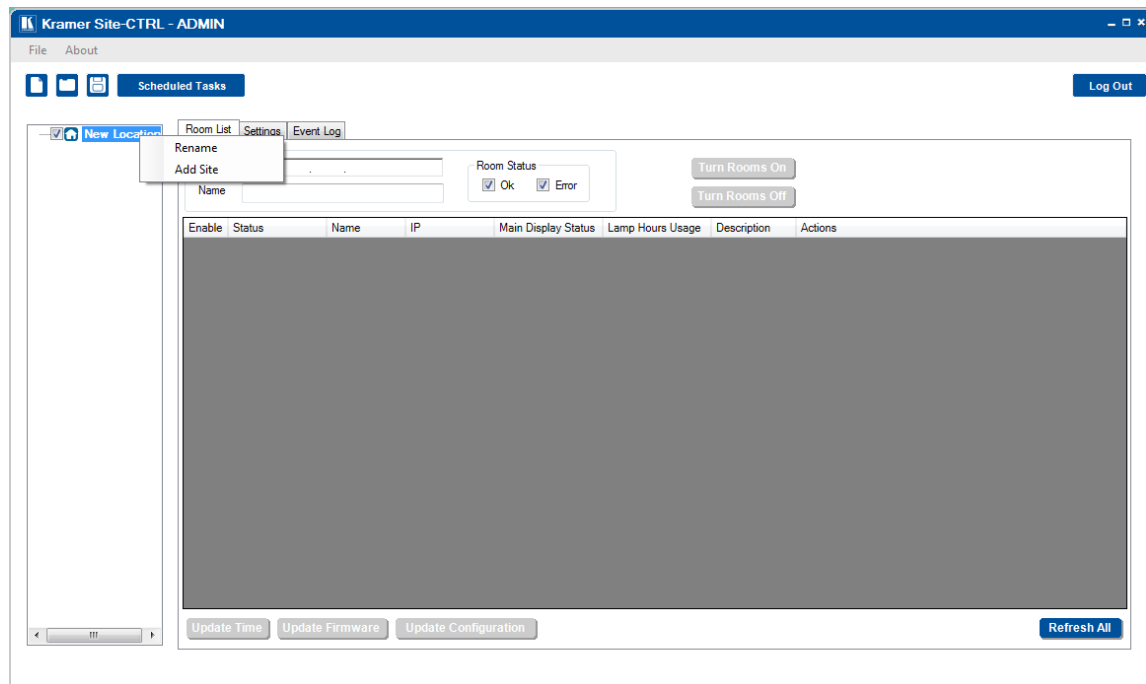 Kramer Site-CTRL - ADMIN
File About
Scheduled Tasks
Log Out
New Location
Rename
Add Site
Room List Settings Event Log
Name
Room Status
Ok Error
Turn Rooms On
Turn Rooms Off
Enable Status Name IP Main Display Status Lamp Hours Usage Description Actions
Update Time Update Firmware Update Configuration
Refresh All